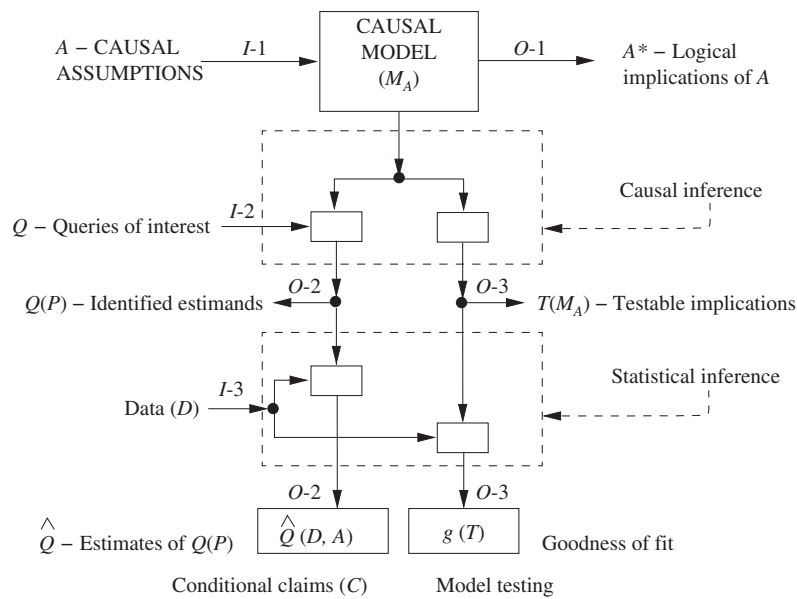 A – CAUSAL
ASSUMPTIONS
I-1
CAUSAL
MODEL
(M_A)
O-1
A* – Logical
implications of A
Causal inference
Q – Queries of interest
I-2
Q(P) – Identified estimands
O-2
O-3
T(M_A) – Testable implications
Statistical inference
Data (D)
I-3
O-2
O-3
Q̂ – Estimates of Q(P)
Q̂ (D, A)
g (T)
Goodness of fit
Conditional claims (C)
Model testing